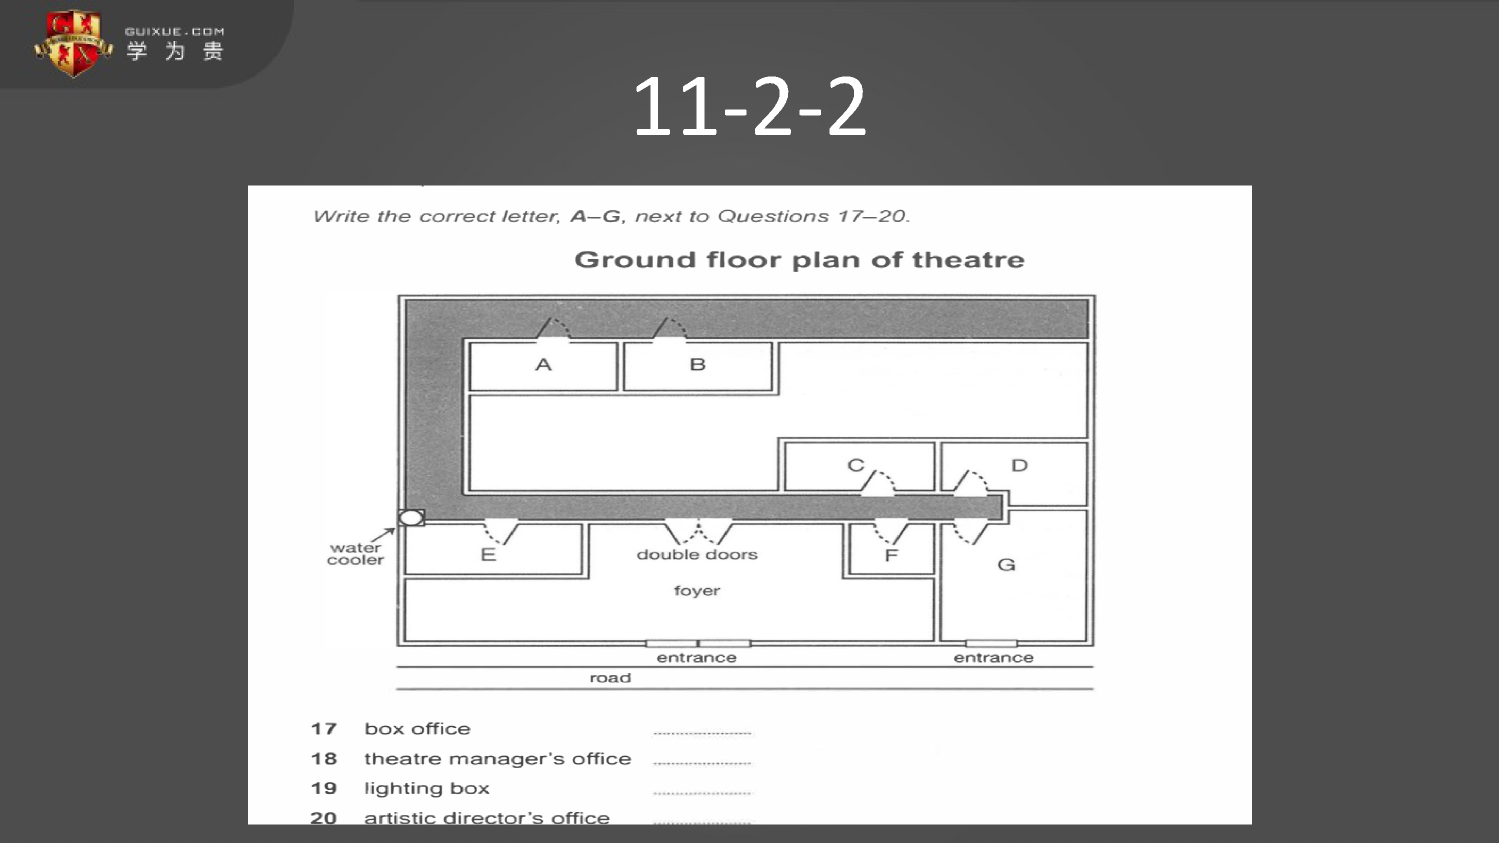 GUIXUE.COM
学为贵
11-2-2
Write the correct letter, A–G, next to Questions 17–20.
Ground floor plan of theatre
A
B
C
D
water
cooler
E
double doors
F
G
foyer
entrance
entrance
road
17 box office ....................
18 theatre manager's office ....................
19 lighting box ....................
20 artistic director's office ....................